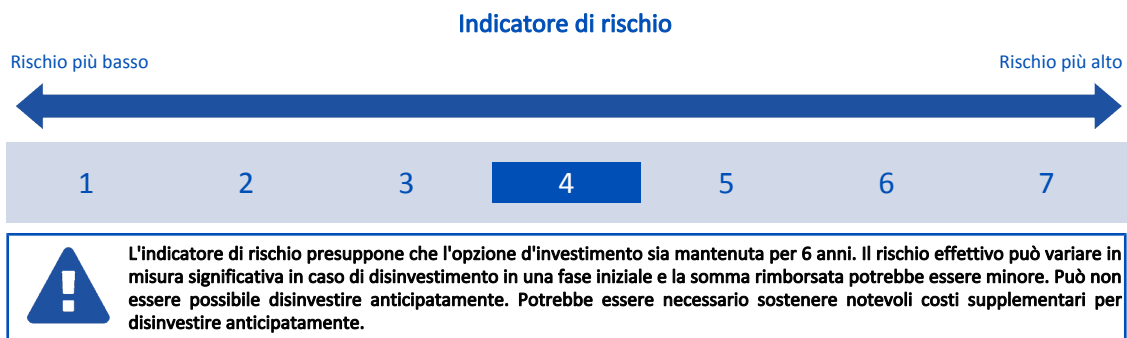 Indicatore di rischio
Rischio più basso Rischio più alto
1 2 3 4 5 6 7
L'indicatore di rischio presuppone che l'opzione d'investimento sia mantenuta per 6 anni. Il rischio effettivo può variare in
misura significativa in caso di disinvestimento in una fase iniziale e la somma rimborsata potrebbe essere minore. Può non
essere possibile disinvestire anticipatamente. Potrebbe essere necessario sostenere notevoli costi supplementari per
disinvestire anticipatamente.